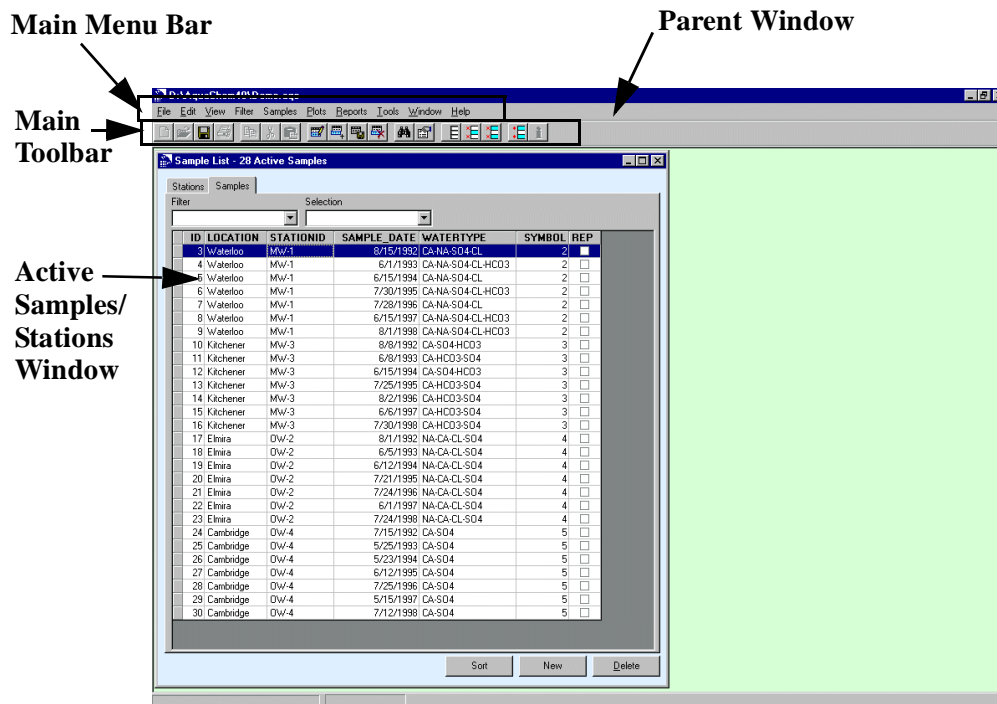 Main Menu Bar
Parent Window
D:\AquaChem40\Demo.aqc
File Edit View Filter Samples Plots Reports Tools Window Help
Main
Toolbar
Sample List - 28 Active Samples
Stations Samples
Filter Selection
ID LOCATION STATIONID SAMPLE_DATE WATERTYPE SYMBOL REP
3 Waterloo MW-1 8/15/1992 CA-NA-SO4-CL 2
4 Waterloo MW-1 6/1/1993 CA-NA-SO4-CL-HCO3 2
5 Waterloo MW-1 6/15/1994 CA-NA-SO4-CL 2
6 Waterloo MW-1 7/30/1995 CA-NA-SO4-CL-HCO3 2
7 Waterloo MW-1 7/28/1996 CA-NA-SO4-CL 2
8 Waterloo MW-1 6/15/1997 CA-NA-SO4-CL-HCO3 2
9 Waterloo MW-1 8/1/1998 CA-NA-SO4-CL-HCO3 2
10 Kitchener MW-3 8/8/1992 CA-SO4-HCO3 3
11 Kitchener MW-3 6/8/1993 CA-HCO3-SO4 3
12 Kitchener MW-3 6/15/1994 CA-SO4-HCO3 3
13 Kitchener MW-3 7/25/1995 CA-HCO3-SO4 3
14 Kitchener MW-3 8/2/1996 CA-HCO3-SO4 3
15 Kitchener MW-3 6/6/1997 CA-HCO3-SO4 3
16 Kitchener MW-3 7/30/1998 CA-HCO3-SO4 3
17 Elmira OW-2 8/1/1992 NA-CA-CL-SO4 4
18 Elmira OW-2 6/5/1993 NA-CA-CL-SO4 4
19 Elmira OW-2 6/12/1994 NA-CA-CL-SO4 4
20 Elmira OW-2 7/21/1995 NA-CA-CL-SO4 4
21 Elmira OW-2 7/24/1996 NA-CA-CL-SO4 4
22 Elmira OW-2 6/1/1997 NA-CA-CL-SO4 4
23 Elmira OW-2 7/24/1998 NA-CA-CL-SO4 4
24 Cambridge OW-4 7/15/1992 CA-SO4 5
25 Cambridge OW-4 5/25/1993 CA-SO4 5
26 Cambridge OW-4 5/23/1994 CA-SO4 5
27 Cambridge OW-4 6/12/1995 CA-SO4 5
28 Cambridge OW-4 7/25/1996 CA-SO4 5
29 Cambridge OW-4 5/15/1997 CA-SO4 5
30 Cambridge OW-4 7/12/1998 CA-SO4 5
Active
Samples/
Stations
Window
Sort New Delete